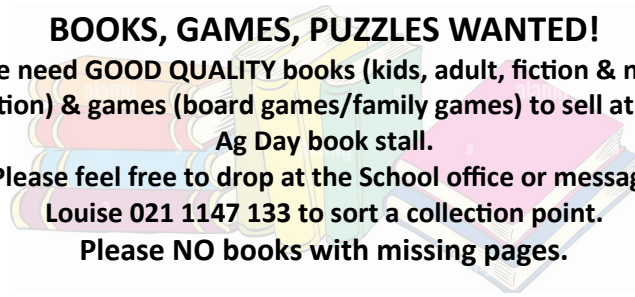 BOOKS, GAMES, PUZZLES WANTED!
e need GOOD QUALITY books (kids, adult, fiction & n
tion) & games (board games/family games) to sell at
Ag Day book stall.
Please feel free to drop at the School office or messag
Louise 021 1147 133 to sort a collection point.
Please NO books with missing pages.